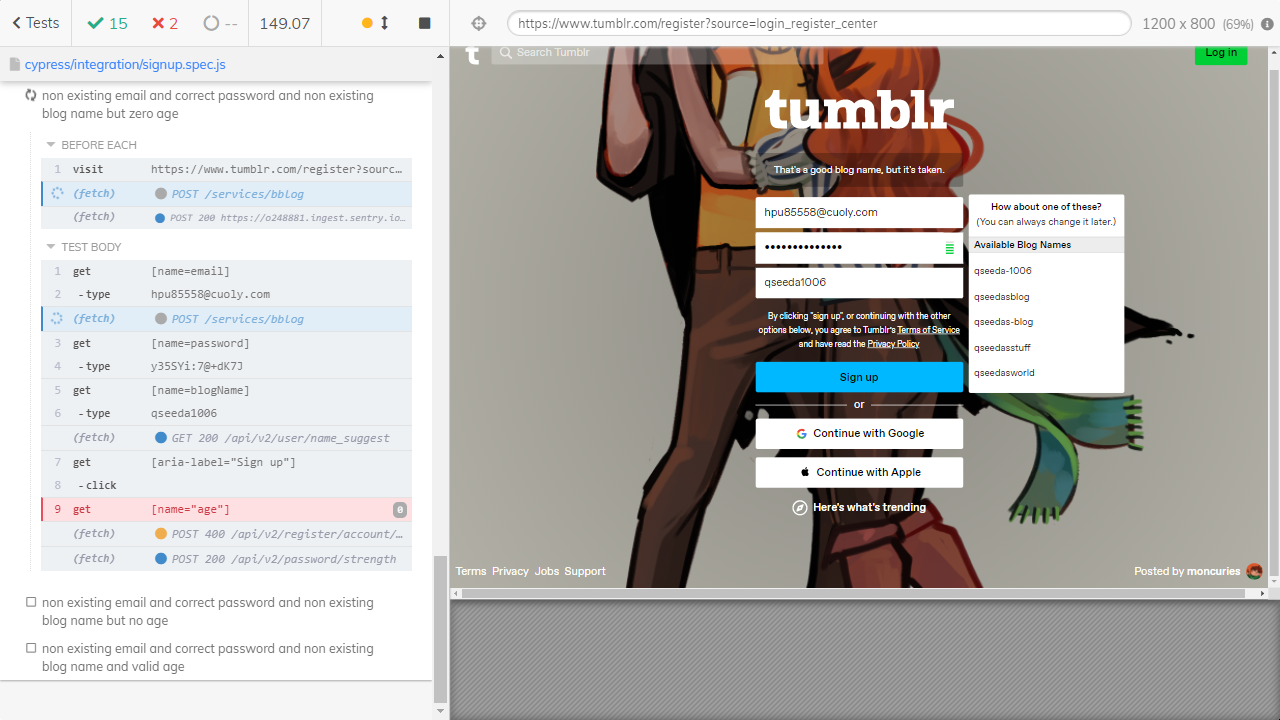 Tests
15
2
--
149.07
https://www.tumblr.com/register?source=login_register_center
1200 x 800 (69%)
cypress/integration/signup.spec.js
non existing email and correct password and non existing
blog name but zero age
BEFORE EACH
1 visit https://www.tumblr.com/register?sourc…
(fetch) POST /services/bblog
(fetch) POST 200 https://o248881.ingest.sentry.io…
TEST BODY
1 get [name=email]
2 -type hpu85558@cuoly.com
(fetch) POST /services/bblog
3 get [name=password]
4 -type y35SYi:7@+dK7J
5 get [name=blogName]
6 -type qseeda1006
(fetch) GET 200 /api/v2/user/name_suggest
7 get [aria-label="Sign up"]
8 -click
9 get [name="age"] 0
(fetch) POST 400 /api/v2/register/account/…
(fetch) POST 200 /api/v2/password/strength
non existing email and correct password and non existing
blog name but no age
non existing email and correct password and non existing
blog name and valid age
t
Search Tumblr
Log in
tumblr
That's a good blog name, but it's taken.
hpu85558@cuoly.com
••••••••••••••
qseeda1006
By clicking "sign up", or continuing with the other
options below, you agree to Tumblr's Terms of Service
and have read the Privacy Policy
Sign up
or
Continue with Google
Continue with Apple
Here's what's trending
How about one of these?
(You can always change it later.)
Available Blog Names
qseeda-1006
qseedasblog
qseedas-blog
qseedasstuff
qseedasworld
Terms Privacy Jobs Support
Posted by moncuries